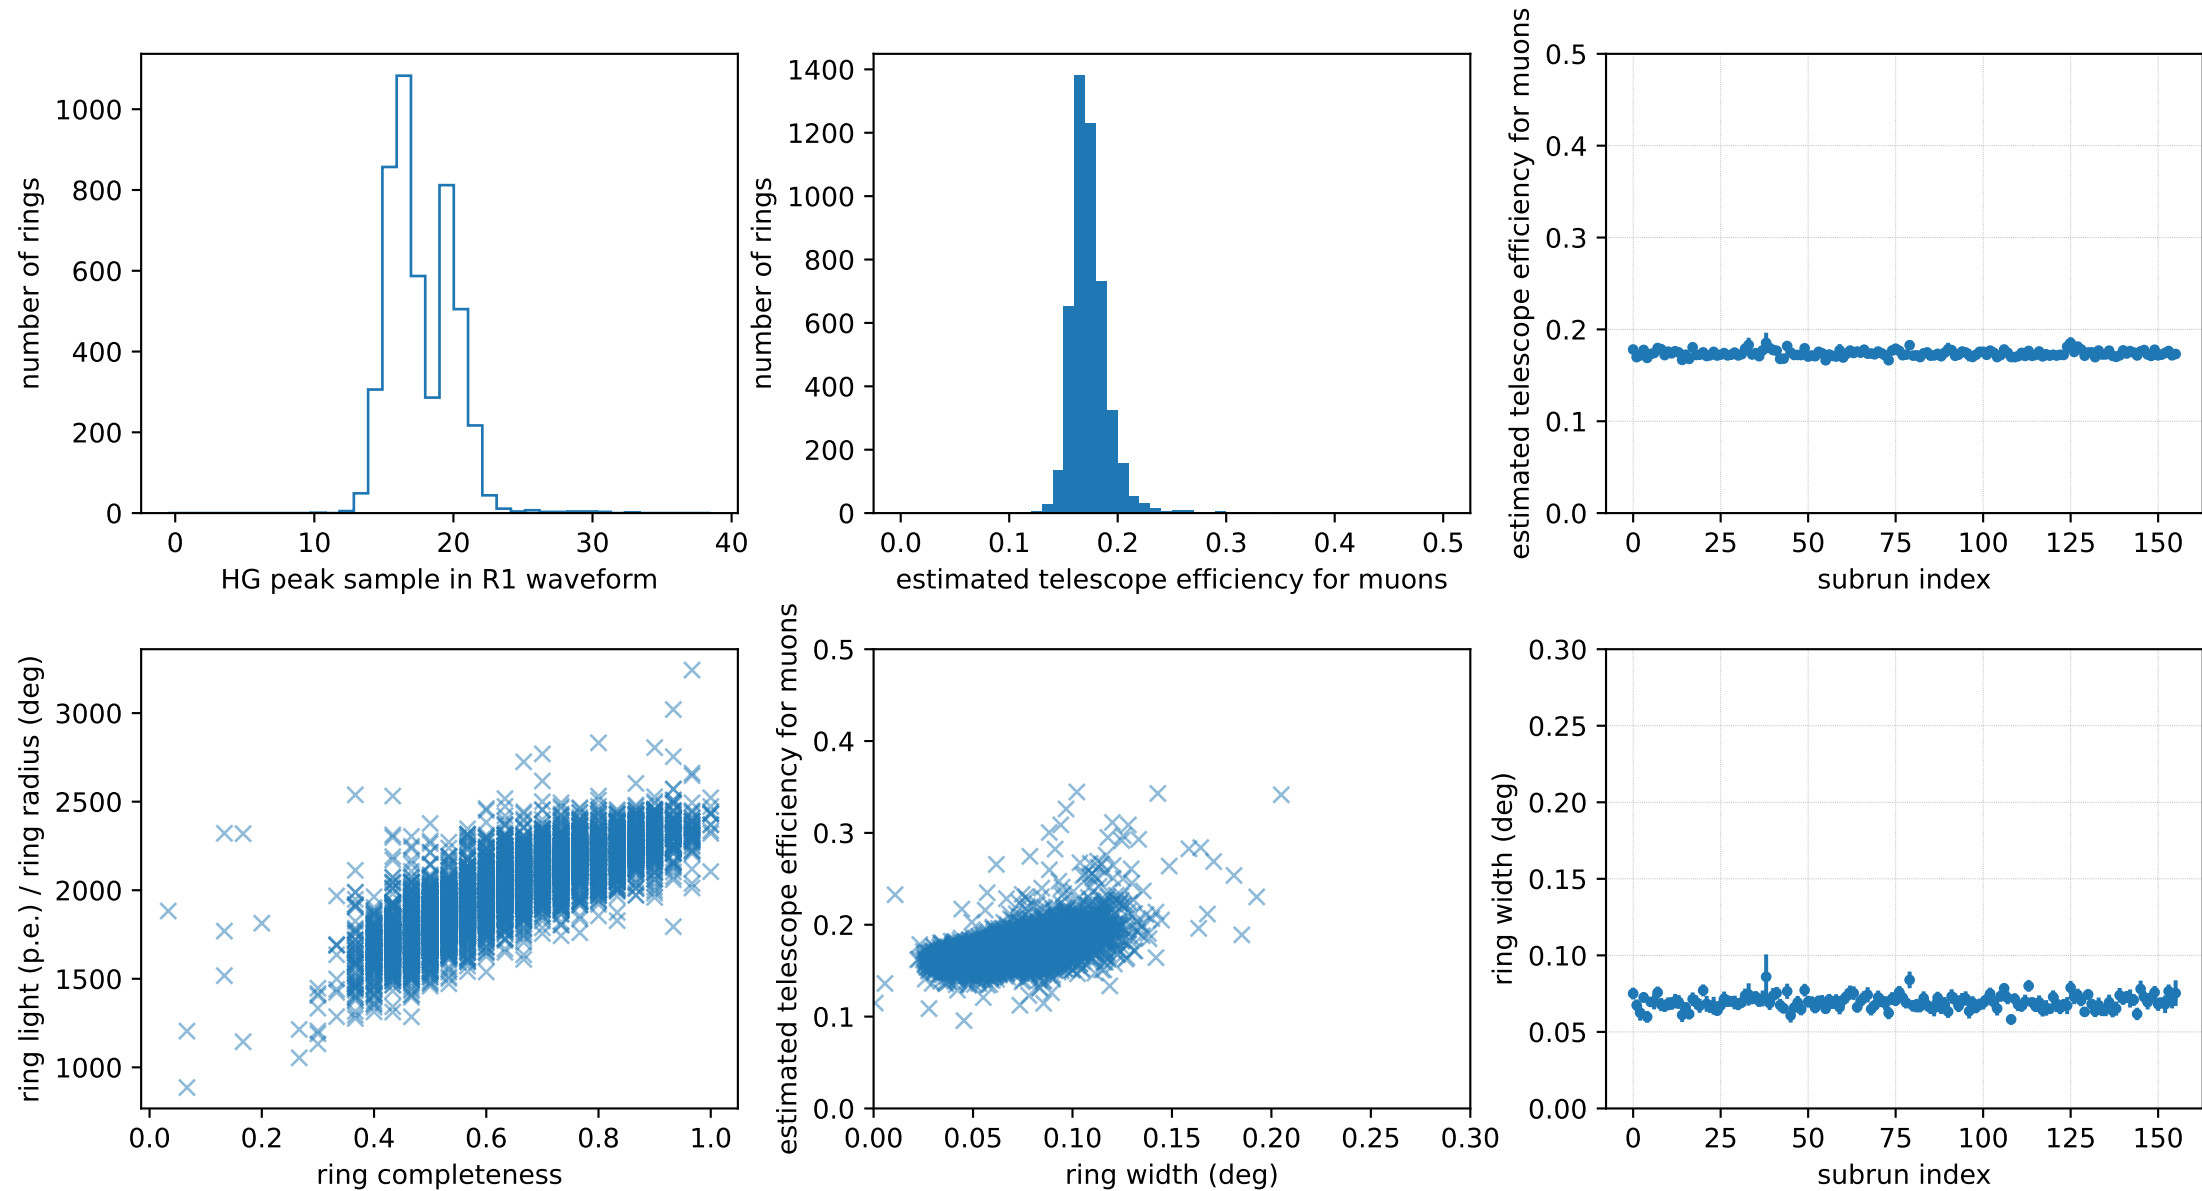 number of rings
1000
800
600
400
200
0
0 10 20 30 40
HG peak sample in R1 waveform
number of rings
1400
1200
1000
800
600
400
200
0
0.0 0.1 0.2 0.3 0.4 0.5
estimated telescope efficiency for muons
estimated telescope efficiency for muons
0.5
0.4
0.3
0.2
0.1
0.0
0 25 50 75 100 125 150
subrun index
ring light (p.e.) / ring radius (deg)
3000
2500
2000
1500
1000
0.0 0.2 0.4 0.6 0.8 1.0
ring completeness
estimated telescope efficiency for muons
0.5
0.4
0.3
0.2
0.1
0.0
0.00 0.05 0.10 0.15 0.20 0.25 0.30
ring width (deg)
ring width (deg)
0.30
0.25
0.20
0.15
0.10
0.05
0.00
0 25 50 75 100 125 150
subrun index